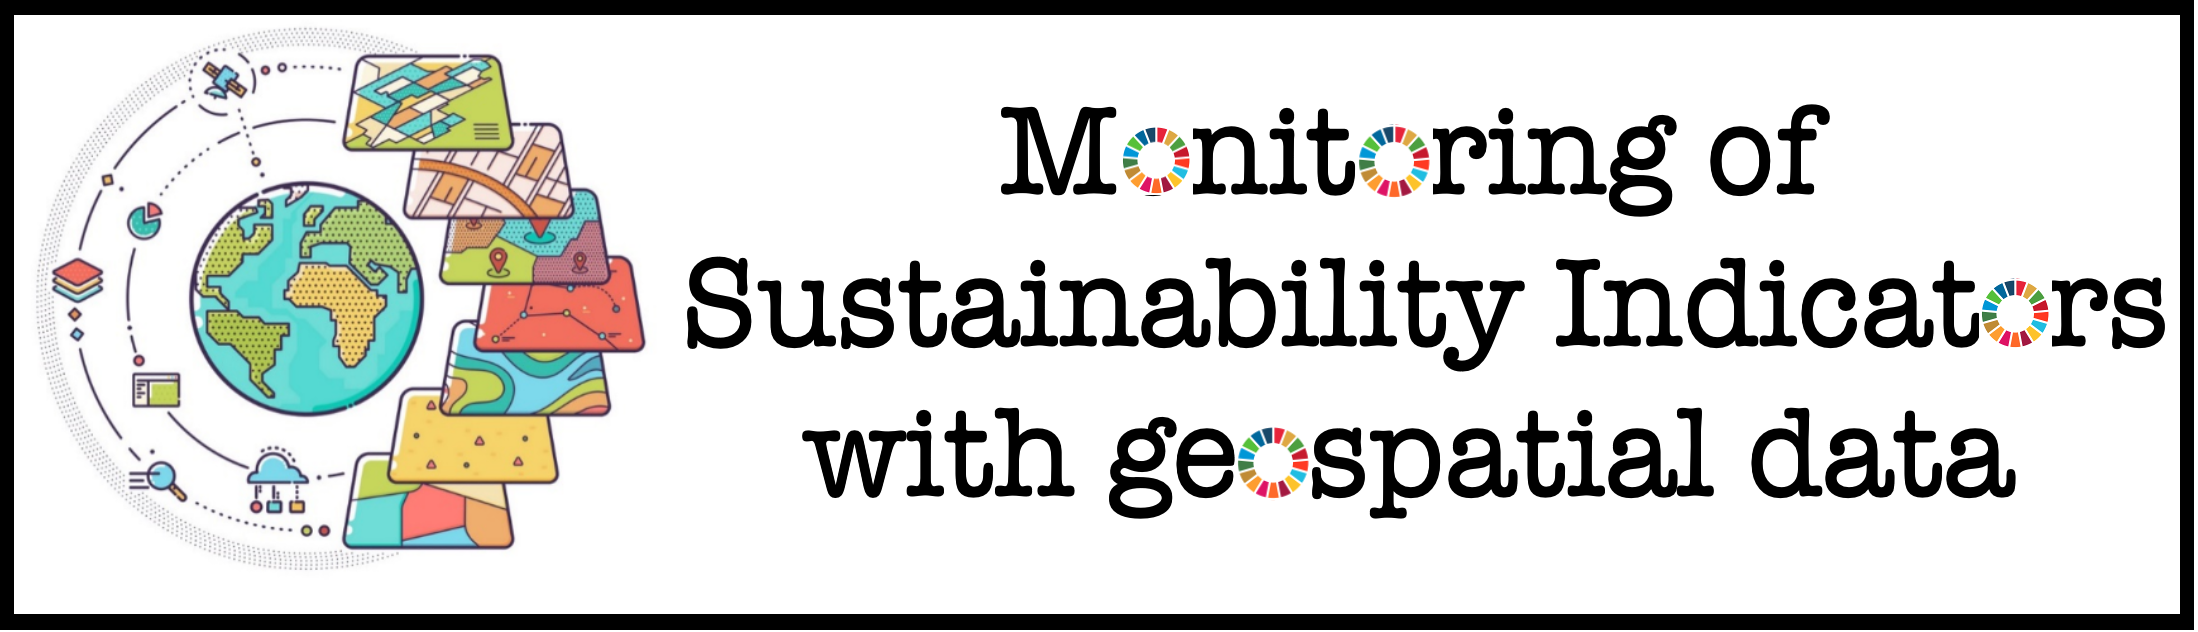 Monitoring of
Sustainability Indicators
with geospatial data